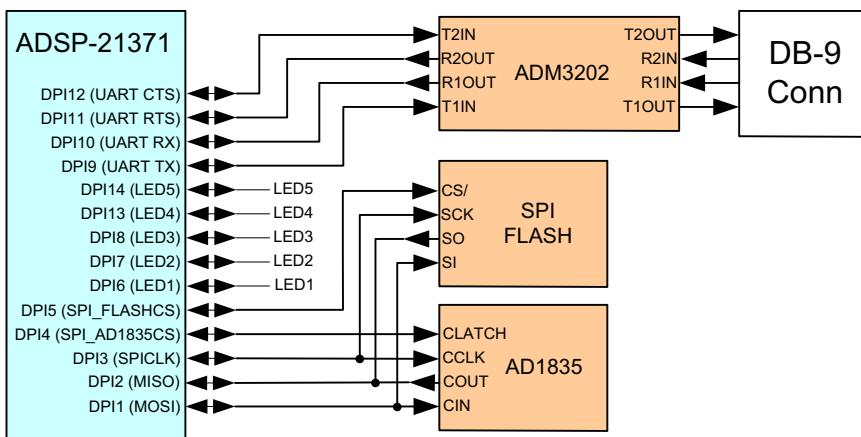 ADSP-21371
DPI12 (UART CTS)
DPI11 (UART RTS)
DPI10 (UART RX)
DPI9 (UART TX)
DPI14 (LED5)
DPI13 (LED4)
DPI8 (LED3)
DPI7 (LED2)
DPI6 (LED1)
DPI5 (SPI_FLASHCS)
DPI4 (SPI_AD1835CS)
DPI3 (SPICLK)
DPI2 (MISO)
DPI1 (MOSI)
LED5
LED4
LED3
LED2
LED1
T2IN
R2OUT
R1OUT
T1IN
ADM3202
T2OUT
R2IN
R1IN
T1OUT
DB-9
Conn
CS/
SCK
SO
SI
SPI
FLASH
CLATCH
CCLK
COUT
CIN
AD1835